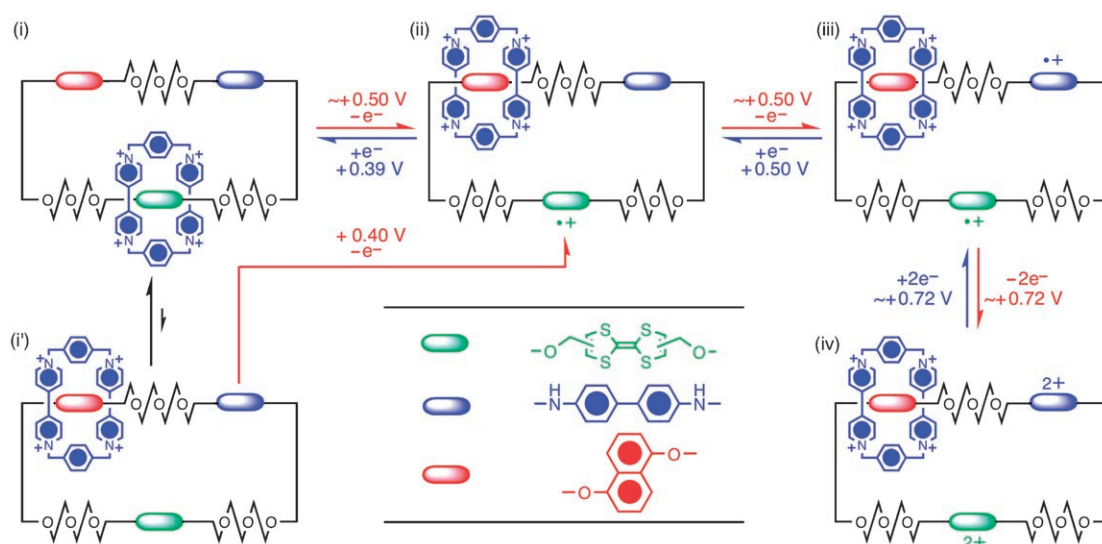 (i)
(ii)
(iii)
N+ +N
N+ +N
O O O
~+0.50 V
−e−
+e−
+0.39 V
N+ +N
N+ +N
O O O
~+0.50 V
−e−
+e−
+0.50 V
N+ +N
N+ +N
O O O
•+
N+ +N
N+ +N
O O O
O O O
O O O
O O O
•+
O O O
O O O
•+
+ 0.40 V
−e−
+2e−
~+0.72 V
−2e−
~+0.72 V
(i')
N+ +N
N+ +N
O O O
O O O
O O O
S S
−O
O−
S S
H
−N
H
N−
O−
−O
(iv)
N+ +N
N+ +N
O O O
2+
O O O
O O O
2+